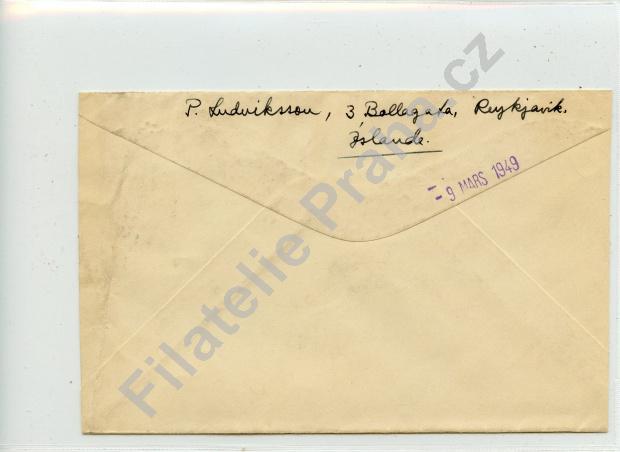 P. Ludviksson, 3, Bollagata, Reykjavik.
Islande.
- 9 MARS 1949
Filatelie Praha.cz